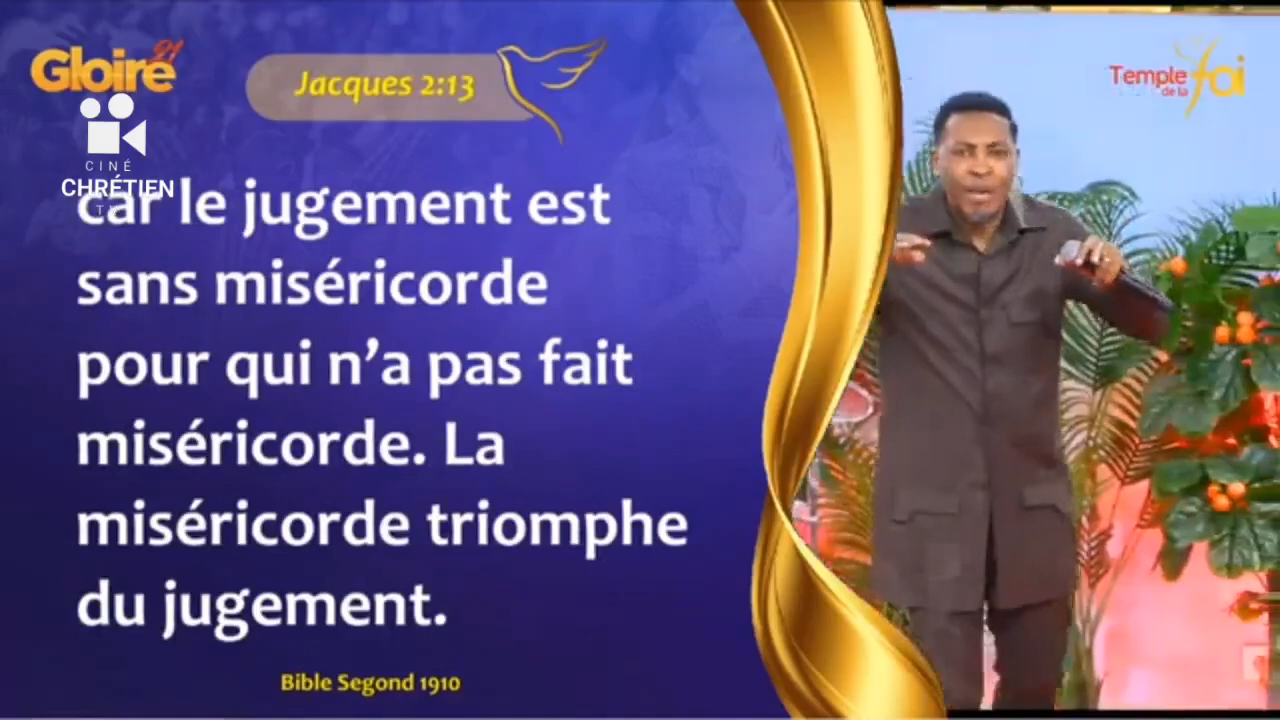 Gloire 21
Jacques 2:13
Temple de la foi
CINÉ
CHRÉTIEN
car le jugement est
sans miséricorde
pour qui n’a pas fait
miséricorde. La
miséricorde triomphe
du jugement.
Bible Segond 1910